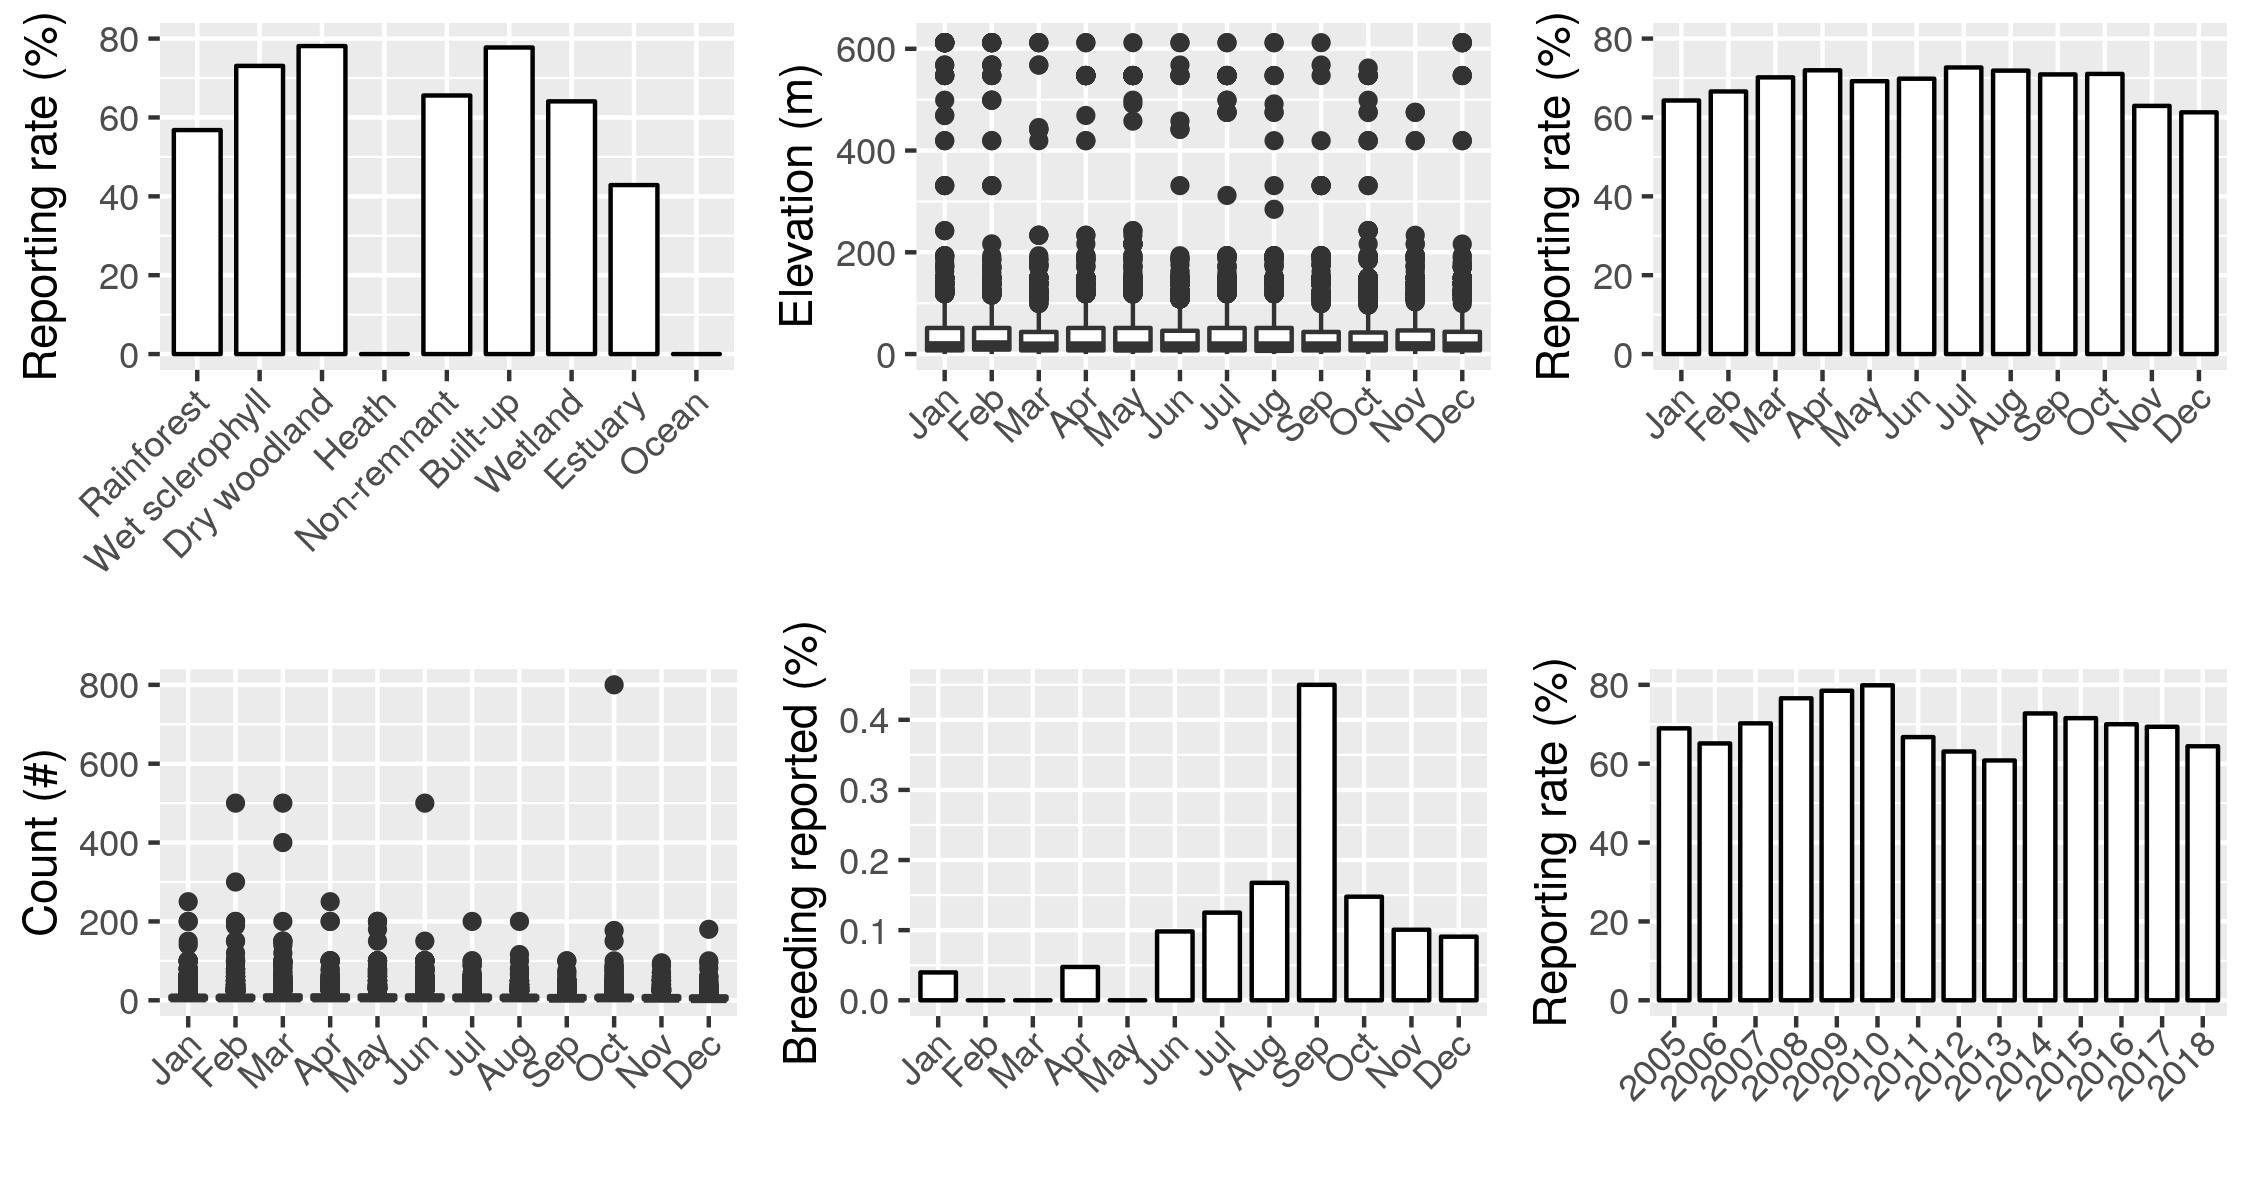 Reporting rate (%)
80
60
40
20
0
Rainforest
Wet sclerophyll
Dry woodland
Heath
Non-remnant
Built-up
Wetland
Estuary
Ocean
Elevation (m)
600
400
200
0
Jan
Feb
Mar
Apr
May
Jun
Jul
Aug
Sep
Oct
Nov
Dec
Reporting rate (%)
80
60
40
20
0
Jan
Feb
Mar
Apr
May
Jun
Jul
Aug
Sep
Oct
Nov
Dec
Count (#)
800
600
400
200
0
Jan
Feb
Mar
Apr
May
Jun
Jul
Aug
Sep
Oct
Nov
Dec
Breeding reported (%)
0.4
0.3
0.2
0.1
0.0
Jan
Feb
Mar
Apr
May
Jun
Jul
Aug
Sep
Oct
Nov
Dec
Reporting rate (%)
80
60
40
20
0
2005
2006
2007
2008
2009
2010
2011
2012
2013
2014
2015
2016
2017
2018